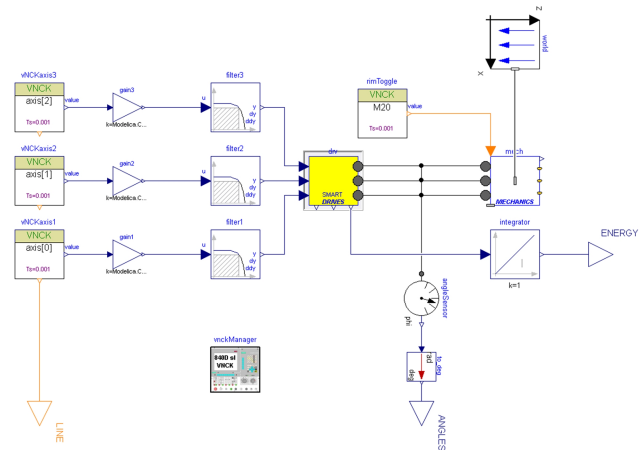 z
world
x
vNCKaxis3
VNCK
axis[2]
Ts=0.001
value
gain3
k=Modelica.C...
filter3
u
y
dy
ddy
rimToggle
VNCK
M20
Ts=0.001
value
vNCKaxis2
VNCK
axis[1]
Ts=0.001
value
gain2
k=Modelica.C...
filter2
u
y
dy
ddy
drv
SMART
DRIVES
mech
MECHANICS
vNCKaxis1
VNCK
axis[0]
Ts=0.001
value
gain1
k=Modelica.C...
filter1
u
y
dy
ddy
integrator
k=1
ENERGY
angleSensor
phi
vnckManager
840D sl
VNCK
to_deg
rad
deg
LINE
ANGLES